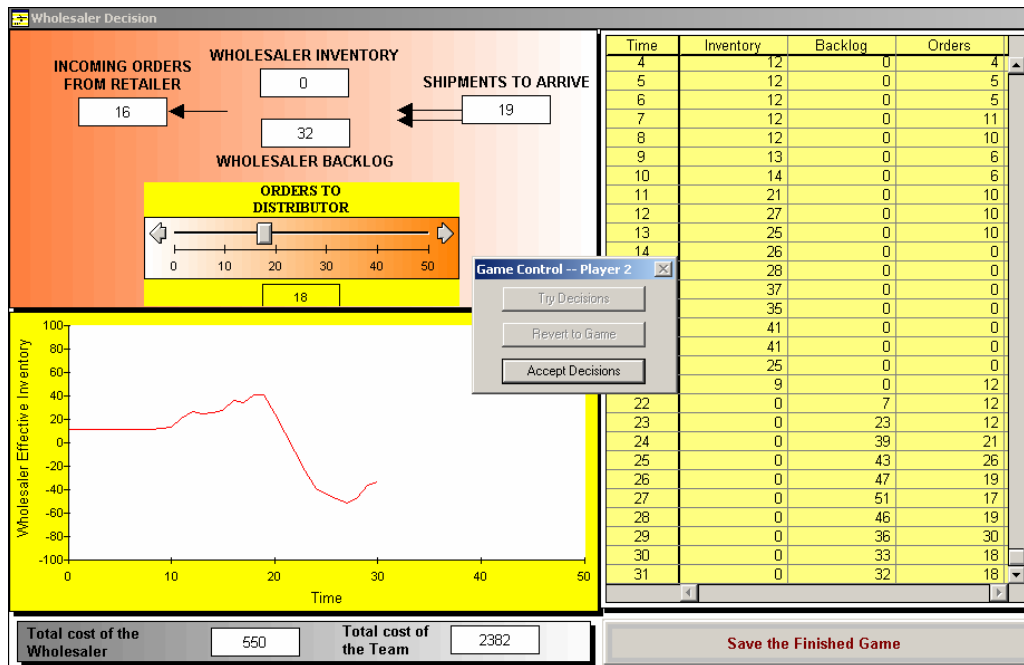 Wholesaler Decision
INCOMING ORDERS
FROM RETAILER
16
WHOLESALER INVENTORY
0
SHIPMENTS TO ARRIVE
19
32
WHOLESALER BACKLOG
ORDERS TO
DISTRIBUTOR
0 10 20 30 40 50
18
Game Control -- Player 2
Try Decisions
Revert to Game
Accept Decisions
Wholesaler Effective Inventory
100
80
60
40
20
0
-20
-40
-60
-80
-100
0 10 20 30 40 50
Time
Time Inventory Backlog Orders
4 12 0 4
5 12 0 5
6 12 0 5
7 12 0 11
8 12 0 10
9 13 0 6
10 14 0 6
11 21 0 10
12 27 0 10
13 25 0 10
14 26 0 0
28 0 0
37 0 0
35 0 0
41 0 0
41 0 0
25 0 0
9 0 12
22 0 7 12
23 0 23 12
24 0 39 21
25 0 43 26
26 0 47 19
27 0 51 17
28 0 46 19
29 0 36 30
30 0 33 18
31 0 32 18
Total cost of the
Wholesaler
550
Total cost of
the Team
2382
Save the Finished Game